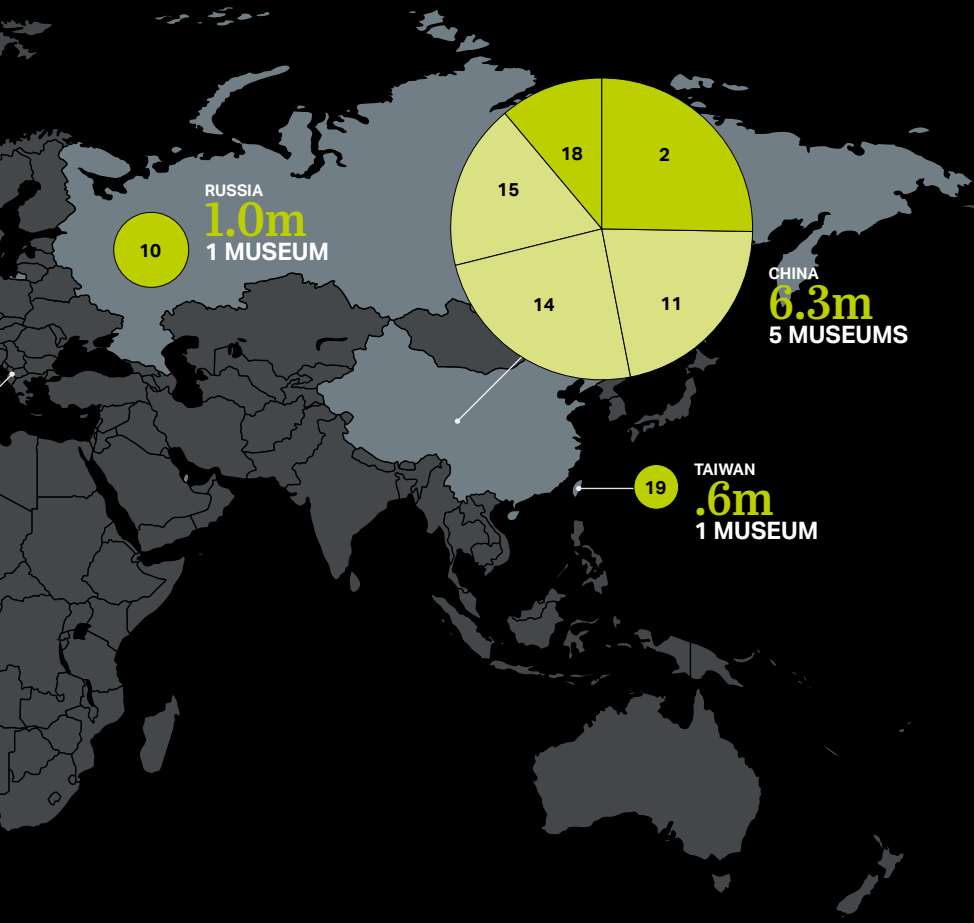 18
2
15
14
11
RUSSIA
1.0m
1 MUSEUM
10
CHINA
6.3m
5 MUSEUMS
19
TAIWAN
.6m
1 MUSEUM